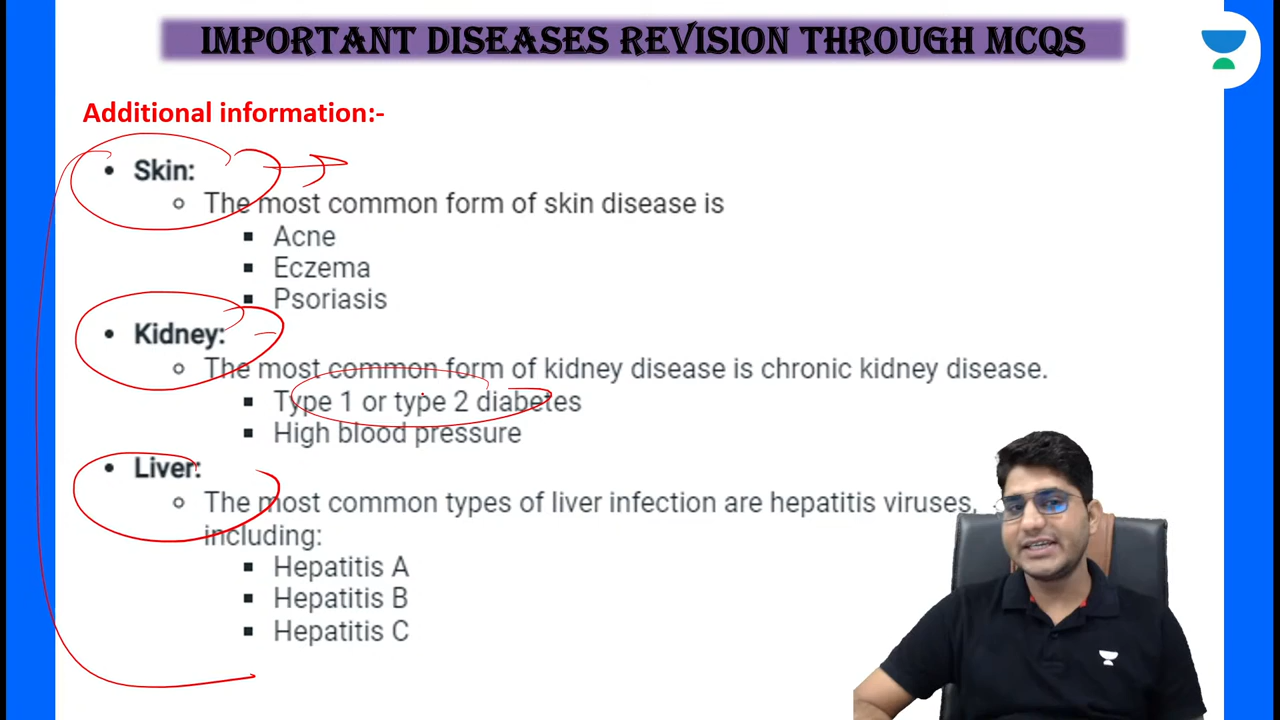 IMPORTANT DISEASES REVISION THROUGH MCQS
Additional information:-
• Skin:
○ The most common form of skin disease is
▪ Acne
▪ Eczema
▪ Psoriasis
• Kidney:
○ The most common form of kidney disease is chronic kidney disease.
▪ Type 1 or type 2 diabetes
▪ High blood pressure
• Liver:
○ The most common types of liver infection are hepatitis viruses,
including:
▪ Hepatitis A
▪ Hepatitis B
▪ Hepatitis C